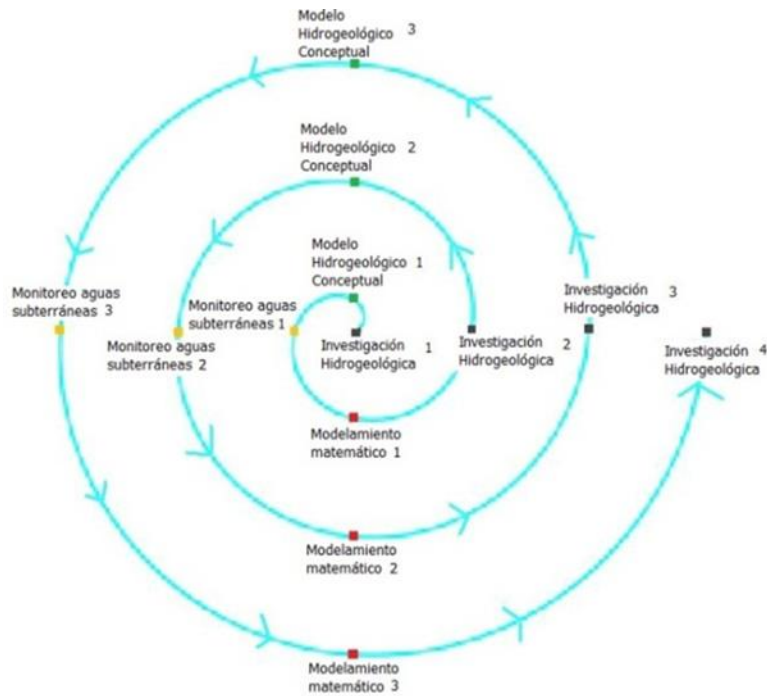 Modelo
Hidrogeológico 3
Conceptual
Modelo
Hidrogeológico 2
Conceptual
Modelo
Hidrogeológico 1
Conceptual
Monitoreo aguas
subterráneas 3
Monitoreo aguas
subterráneas 1
Monitoreo aguas
subterráneas 2
Investigación 1
Hidrogeológica
Investigación
Hidrogeológica 2
Investigación 3
Hidrogeológica
Investigación 4
Hidrogeológica
Modelamiento
matemático 1
Modelamiento
matemático 2
Modelamiento
matemático 3